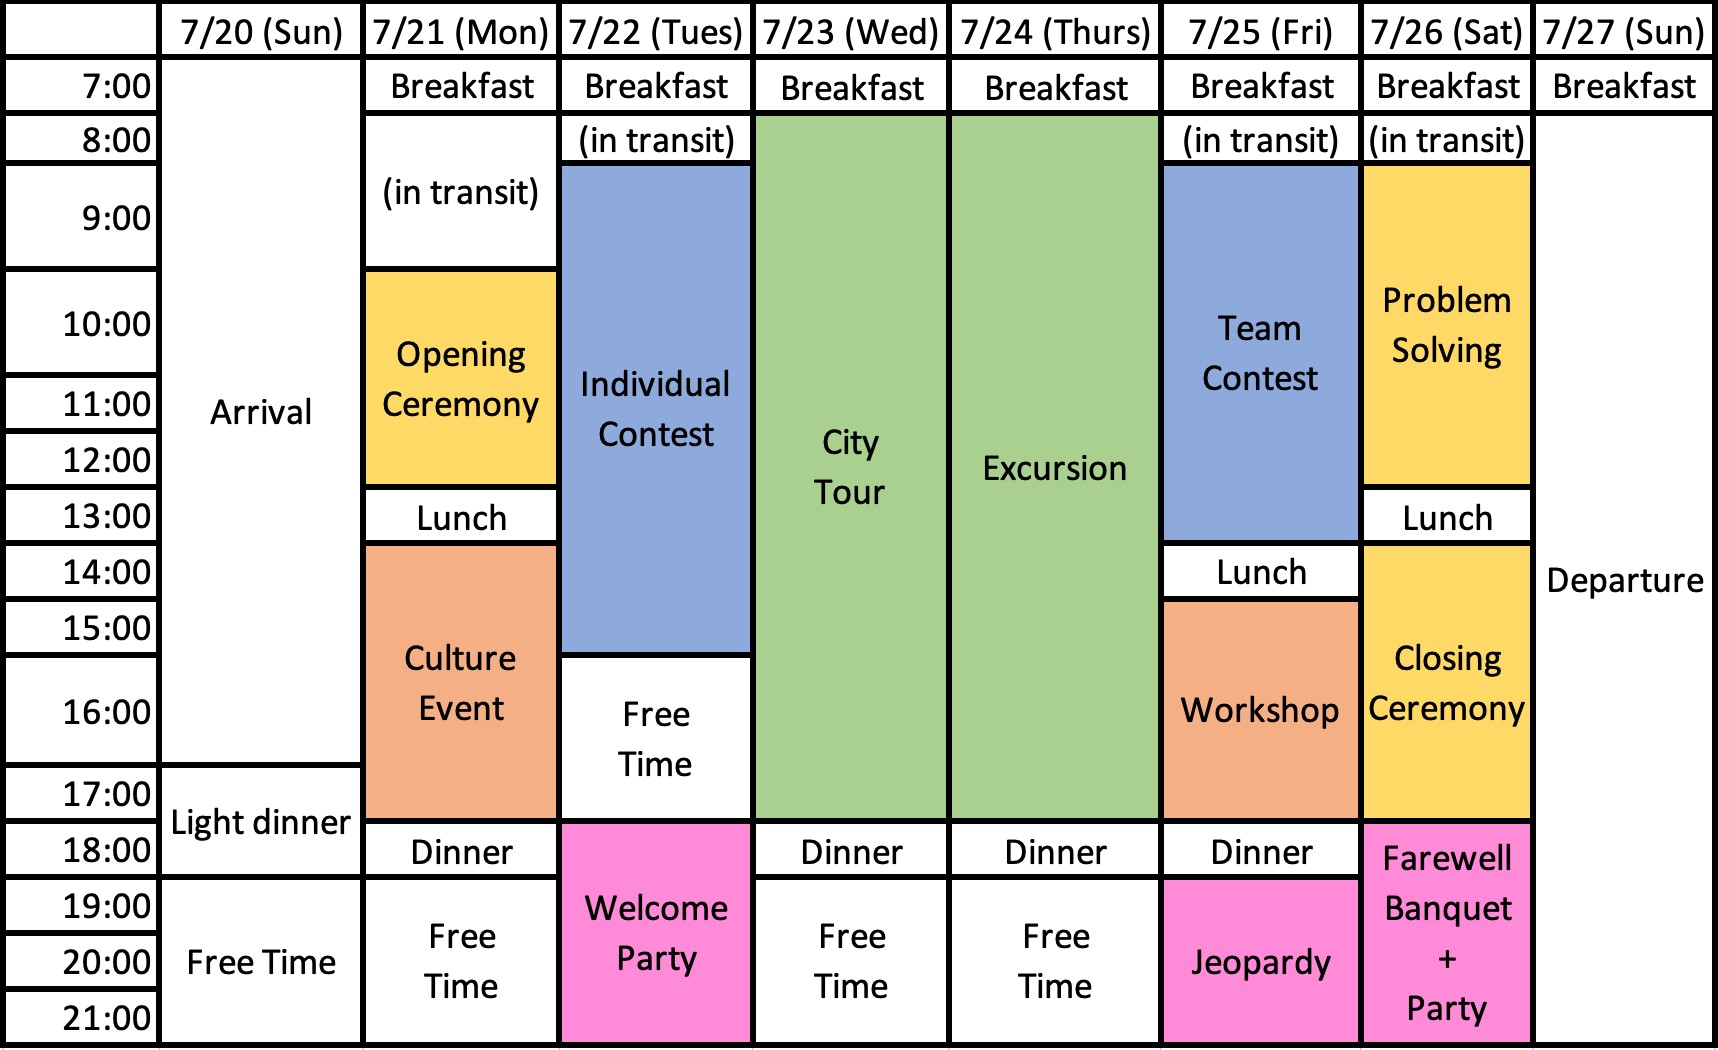 7/20 (Sun) 7/21 (Mon) 7/22 (Tues) 7/23 (Wed) 7/24 (Thurs) 7/25 (Fri) 7/26 (Sat) 7/27 (Sun)
7:00 Breakfast Breakfast Breakfast Breakfast Breakfast Breakfast Breakfast
8:00 (in transit) (in transit) (in transit)
(in transit)
9:00
10:00
Problem
Solving
Team
Contest
Opening
Ceremony
11:00
Arrival
Individual
Contest
City
Tour
Excursion
12:00
13:00 Lunch Lunch
14:00 Lunch
Departure
15:00
Culture
Event
Closing
Ceremony
16:00
Free
Time
Workshop
17:00
Light dinner
18:00 Dinner Dinner Dinner Dinner
Farewell
Banquet
+
Party
19:00
Welcome
Party
Free
Time
Free
Time
Free
Time
20:00 Free Time Jeopardy
21:00